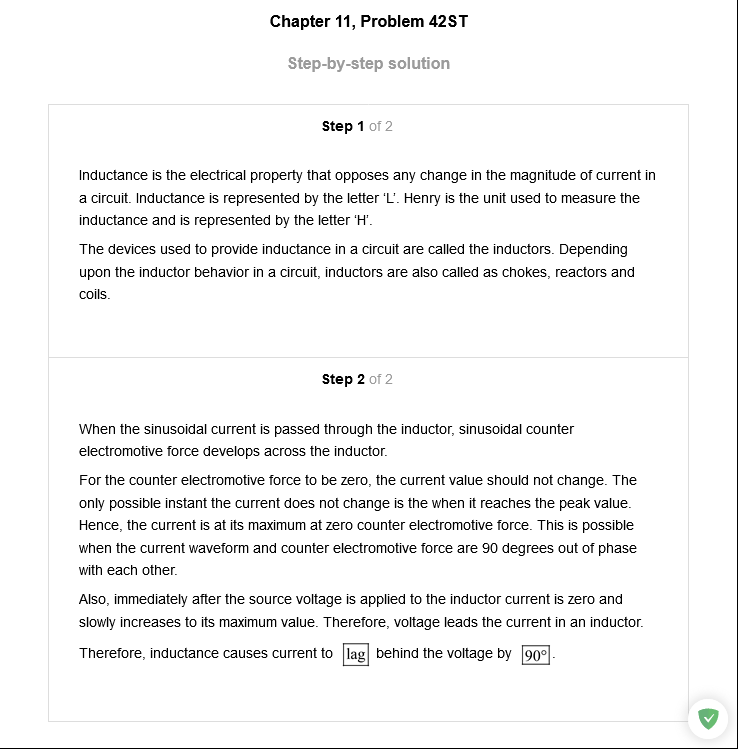 Chapter 11, Problem 42ST
Step-by-step solution
Step 1 of 2
Inductance is the electrical property that opposes any change in the magnitude of current in
a circuit. Inductance is represented by the letter ‘L’. Henry is the unit used to measure the
inductance and is represented by the letter ‘H’.
The devices used to provide inductance in a circuit are called the inductors. Depending
upon the inductor behavior in a circuit, inductors are also called as chokes, reactors and
coils.
Step 2 of 2
When the sinusoidal current is passed through the inductor, sinusoidal counter
electromotive force develops across the inductor.
For the counter electromotive force to be zero, the current value should not change. The
only possible instant the current does not change is the when it reaches the peak value.
Hence, the current is at its maximum at zero counter electromotive force. This is possible
when the current waveform and counter electromotive force are 90 degrees out of phase
with each other.
Also, immediately after the source voltage is applied to the inductor current is zero and
slowly increases to its maximum value. Therefore, voltage leads the current in an inductor.
Therefore, inductance causes current to lag behind the voltage by 90°.